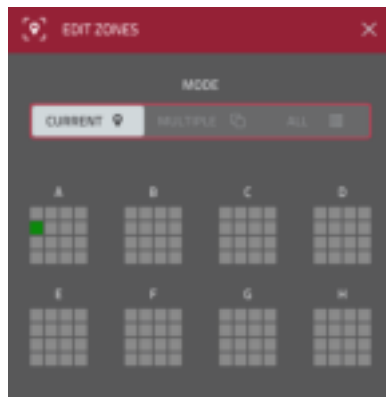 EDIT ZONES
MODE
CURRENT MULTIPLE ALL
A B C D
E F G H